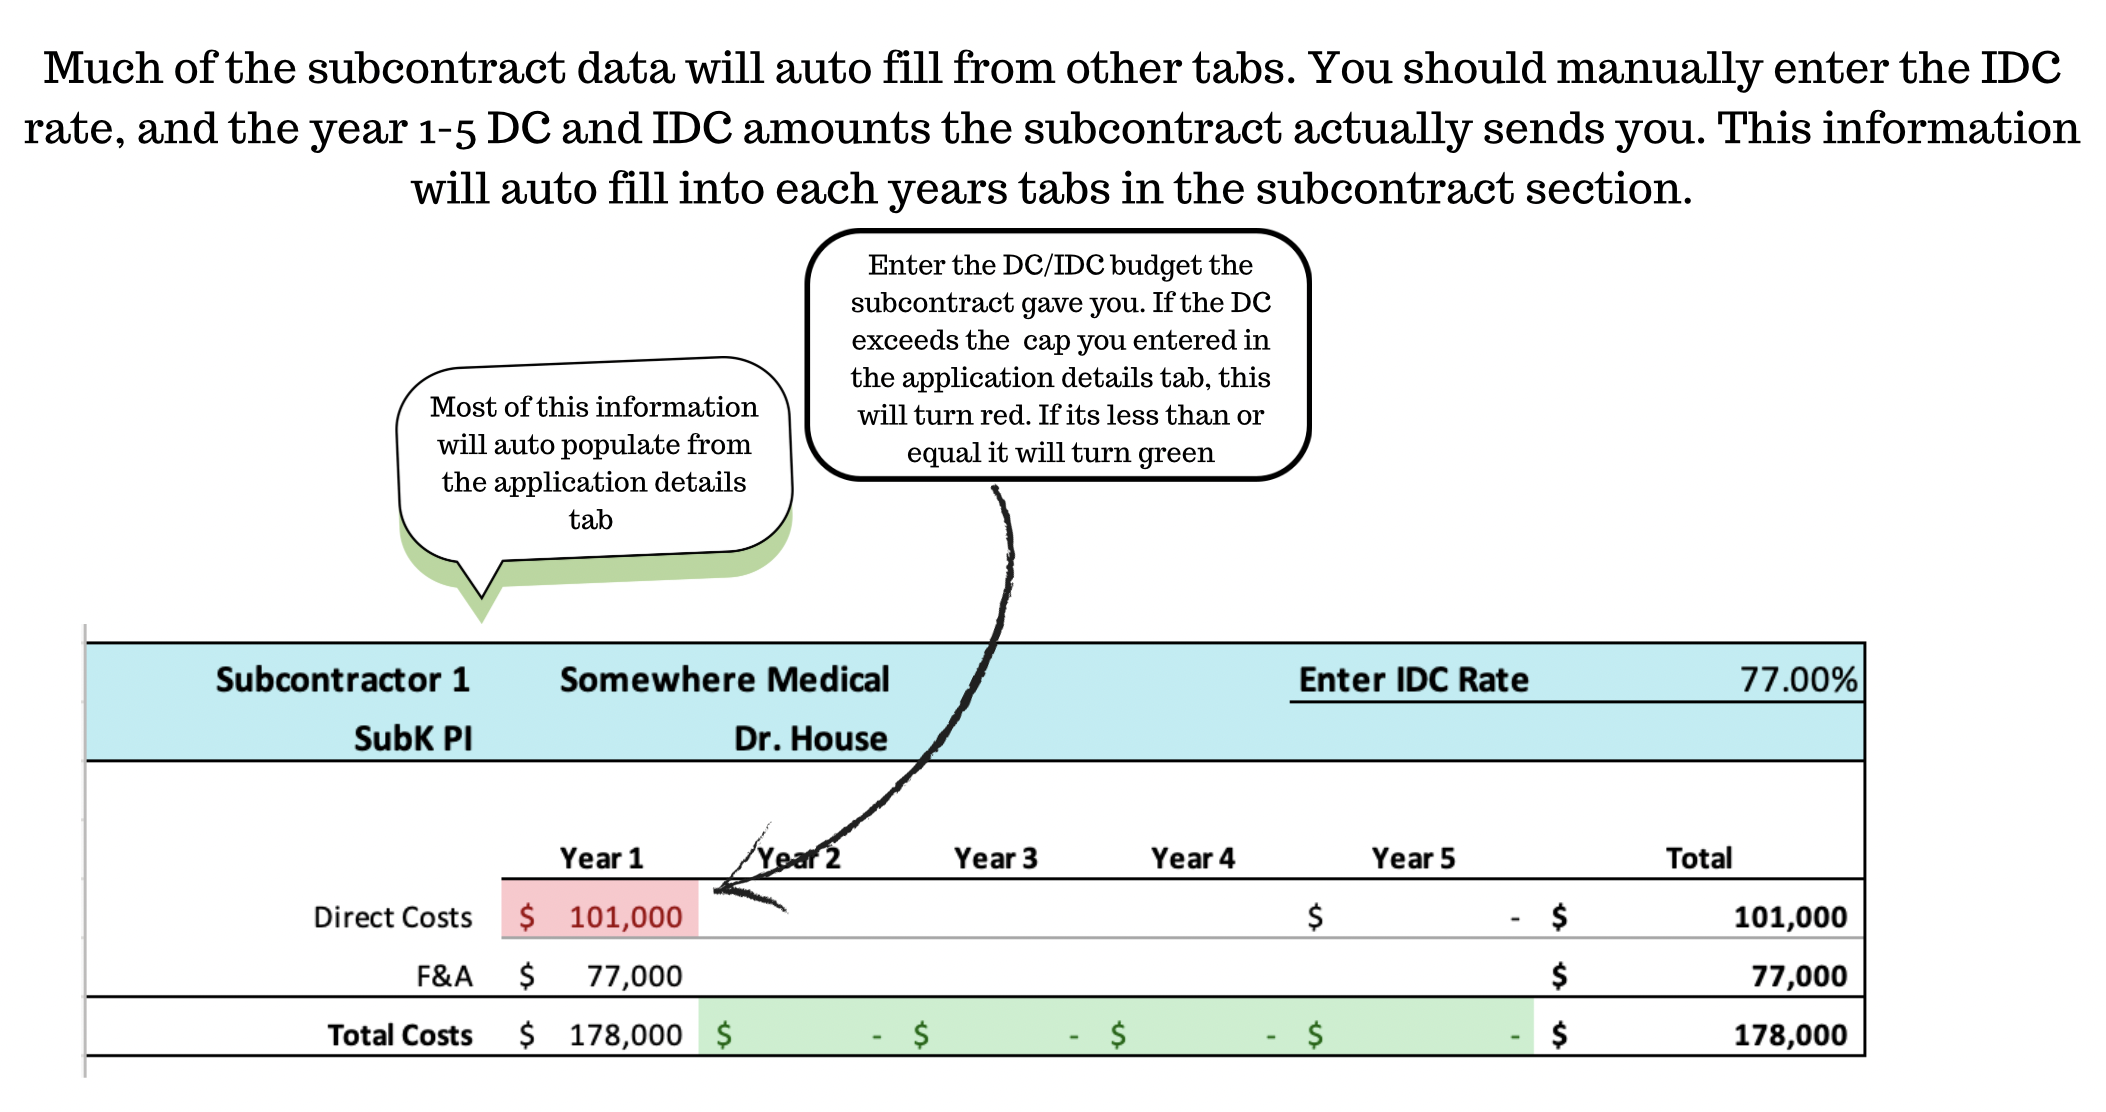 Much of the subcontract data will auto fill from other tabs. You should manually enter the IDC
rate, and the year 1-5 DC and IDC amounts the subcontract actually sends you. This information
will auto fill into each years tabs in the subcontract section.
Enter the DC/IDC budget the
subcontract gave you. If the DC
exceeds the cap you entered in
the application details tab, this
will turn red. If its less than or
equal it will turn green
Most of this information
will auto populate from
the application details
tab
Subcontractor 1 Somewhere Medical Enter IDC Rate 77.00%
SubK PI Dr. House
Year 1 Year 2 Year 3 Year 4 Year 5 Total
Direct Costs $ 101,000 $ - $ 101,000
F&A $ 77,000 $ 77,000
Total Costs $ 178,000 $ - $ - $ - $ - $ 178,000